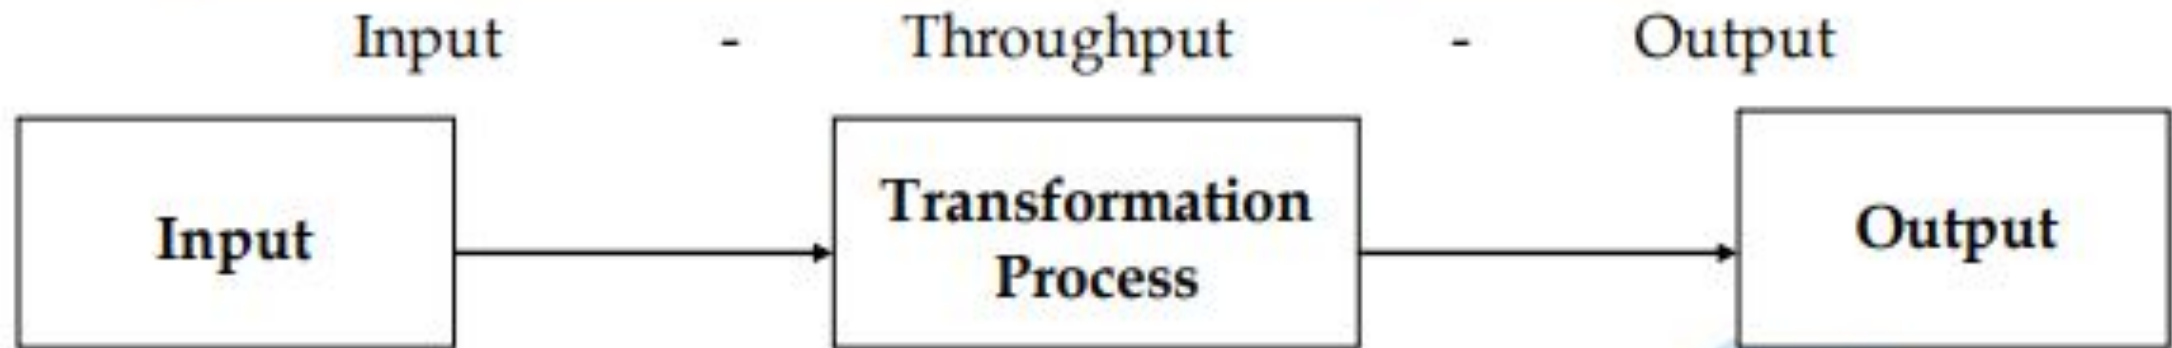 Input - Throughput - Output
Input
Transformation
Process
Output